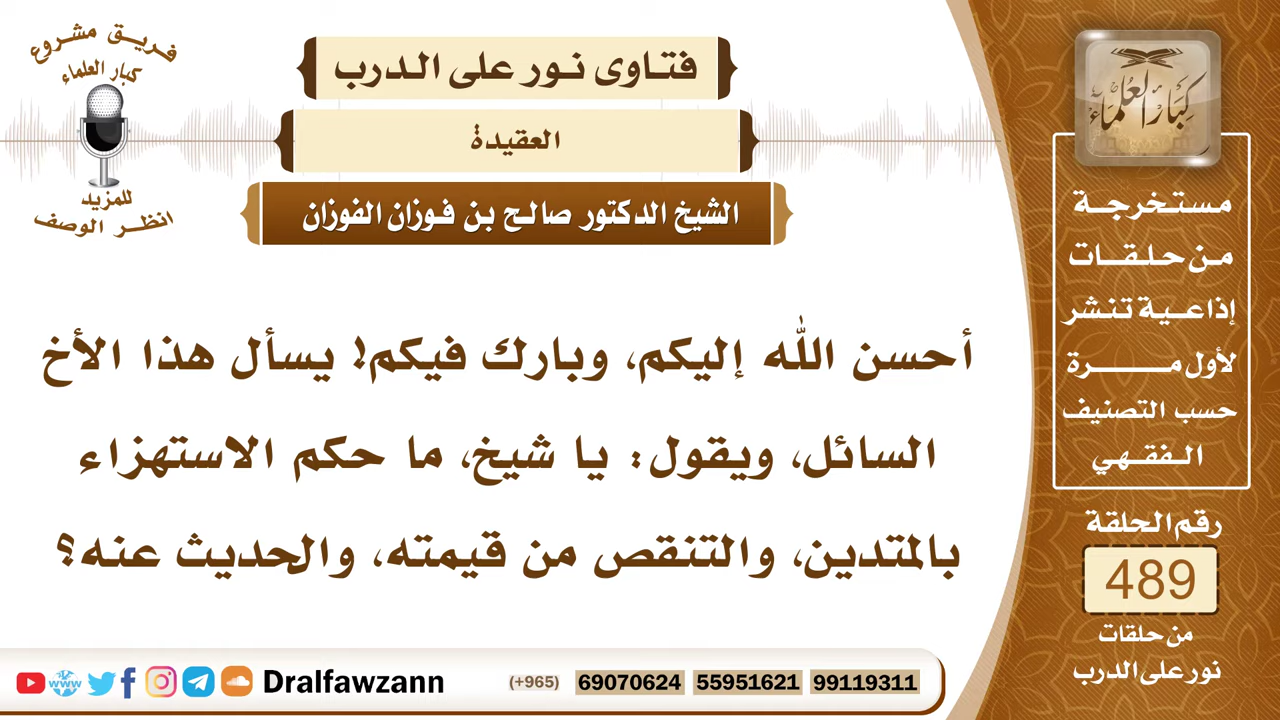 فريق مشروع
كبار العلماء
للمزيد
انظر الوصف
فتاوى نور على الدرب
العقيدة
الشيخ الدكتور صالح بن فوزان الفوزان
أحسن الله إليكم، وبارك فيكم! يسأل هذا الأخ
السائل، ويقول: يا شيخ، ما حكم الاستهزاء
بالمتدين، والتنقص من قيمته، والحديث عنه؟
كبار العلماء
مستخرجة
من حلقات
إذاعية تنشر
لأول مرة
حسب التصنيف
الفقهي
رقم الحلقة
489
من حلقات
نور على الدرب
www Dralfawzann (+965) 69070624 55951621 99119311